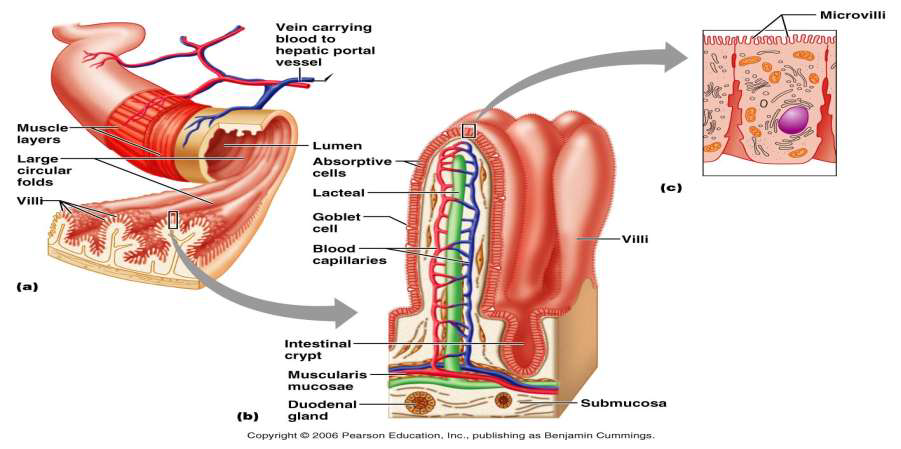 Vein carrying
blood to
hepatic portal
vessel
Muscle
layers
Large
circular
folds
Villi
(a)
Lumen
Absorptive
cells
Lacteal
Goblet
cell
Blood
capillaries
Villi
Intestinal
crypt
Muscularis
mucosae
Duodenal
gland
Submucosa
(b)
Microvilli
(c)
Copyright © 2006 Pearson Education, Inc., publishing as Benjamin Cummings.